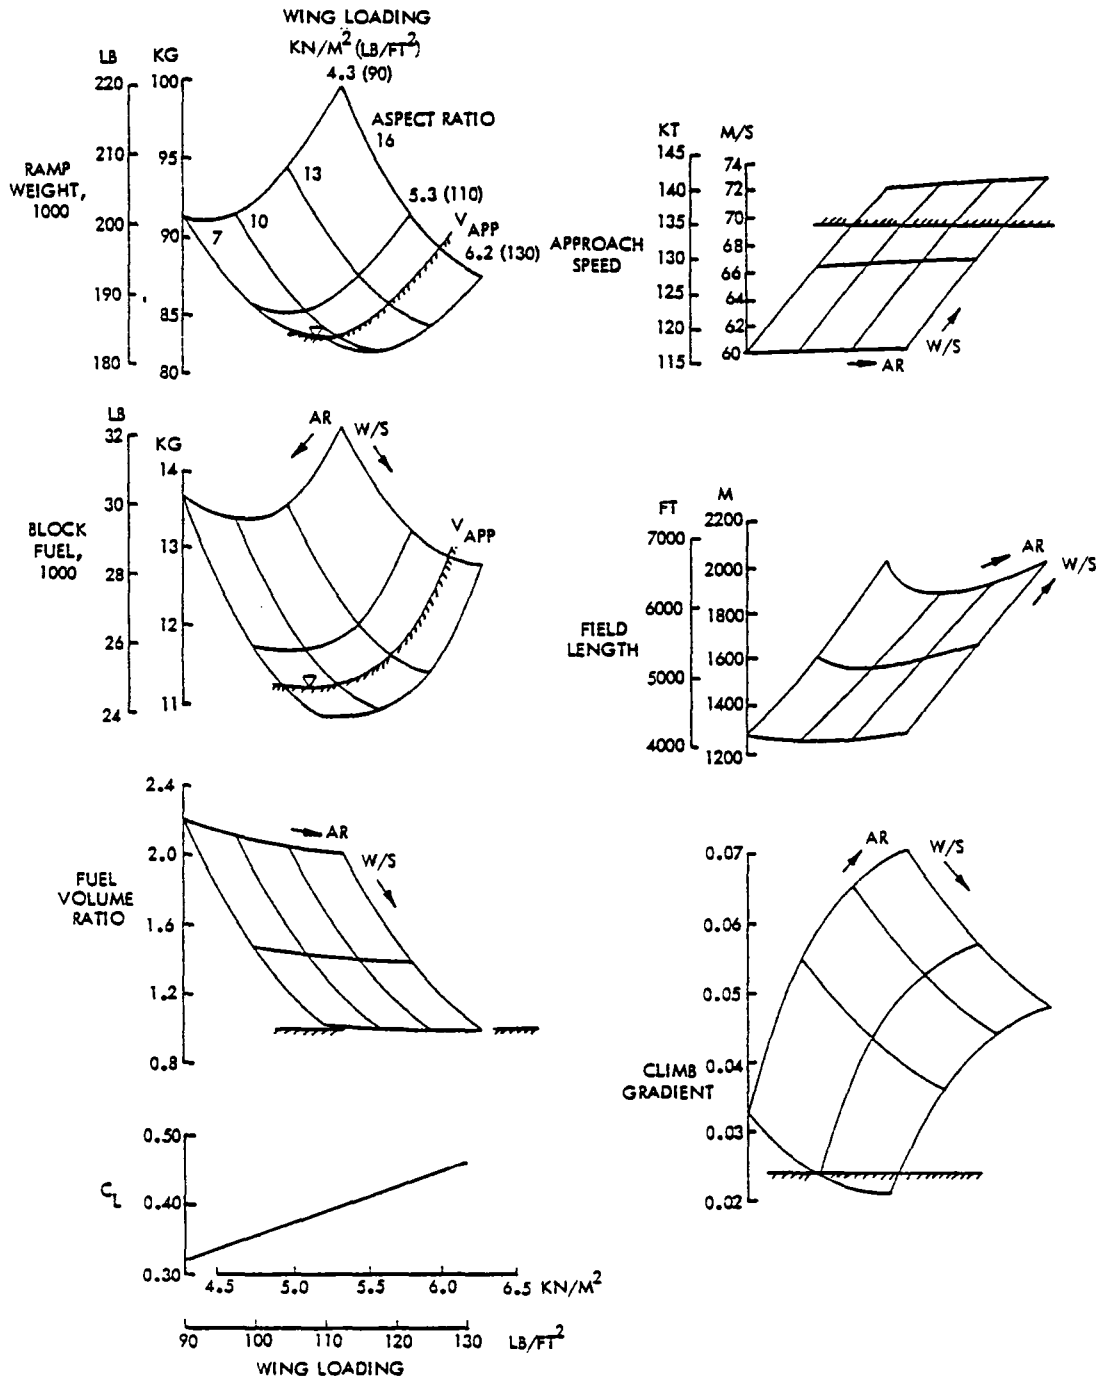 WING LOADING
KN/M² (LB/FT²)
4.3 (90)
LB
KG
220
210
200
190
180
100
95
90
85
80
RAMP
WEIGHT,
1000
ASPECT RATIO
16
13
10
7
5.3 (110)
V APP
6.2 (130)
LB
KG
32
30
28
26
24
14
13
12
11
BLOCK
FUEL,
1000
AR
W/S
V APP
2.4
2.0
1.6
1.2
0.8
FUEL
VOLUME
RATIO
AR
W/S
0.50
0.40
0.30
C_L
4.5 5.0 5.5 6.0 6.5 KN/M²
90 100 110 120 130 LB/FT²
WING LOADING
KT
M/S
145
140
135
130
125
120
115
74
72
70
68
66
64
62
60
APPROACH
SPEED
W/S
AR
FT
M
7000
6000
5000
4000
2200
2000
1800
1600
1400
1200
FIELD
LENGTH
AR
W/S
0.07
0.06
0.05
0.04
0.03
0.02
CLIMB
GRADIENT
AR
W/S